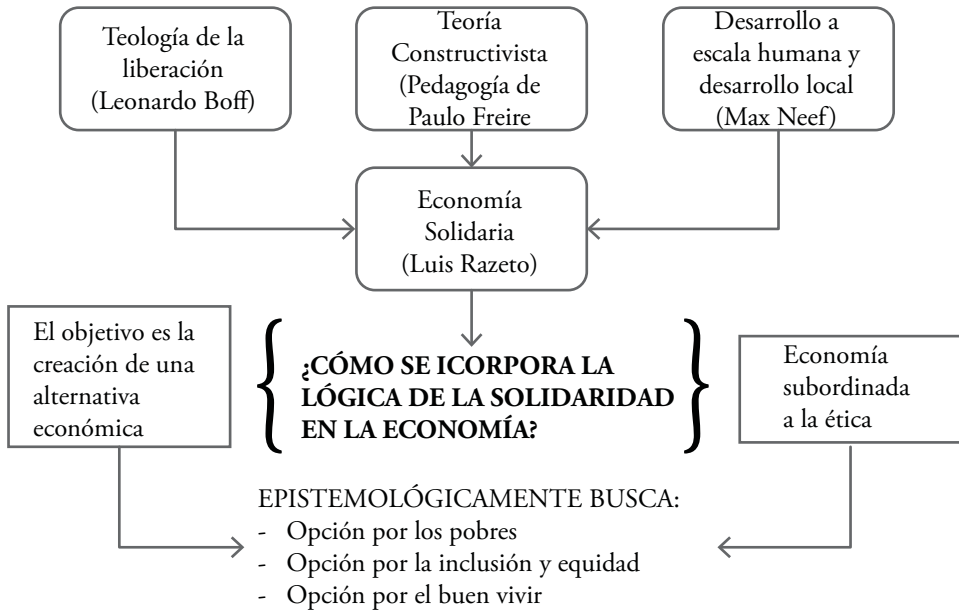 Teología de la
liberación
(Leonardo Boff)
Teoría
Constructivista
(Pedagogía de
Paulo Freire
Desarrollo a
escala humana y
desarrollo local
(Max Neef)
Economía
Solidaria
(Luis Razeto)
El objetivo es la
creación de una
alternativa
económica
¿CÓMO SE ICORPORA LA
LÓGICA DE LA SOLIDARIDAD
EN LA ECONOMÍA?
Economía
subordinada
a la ética
EPISTEMOLÓGICAMENTE BUSCA:
- Opción por los pobres
- Opción por la inclusión y equidad
- Opción por el buen vivir